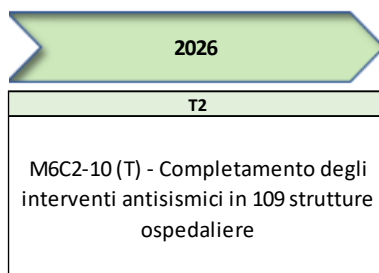 2026
T2
M6C2-10 (T) - Completamento degli
interventi antisismici in 109 strutture
ospedaliere